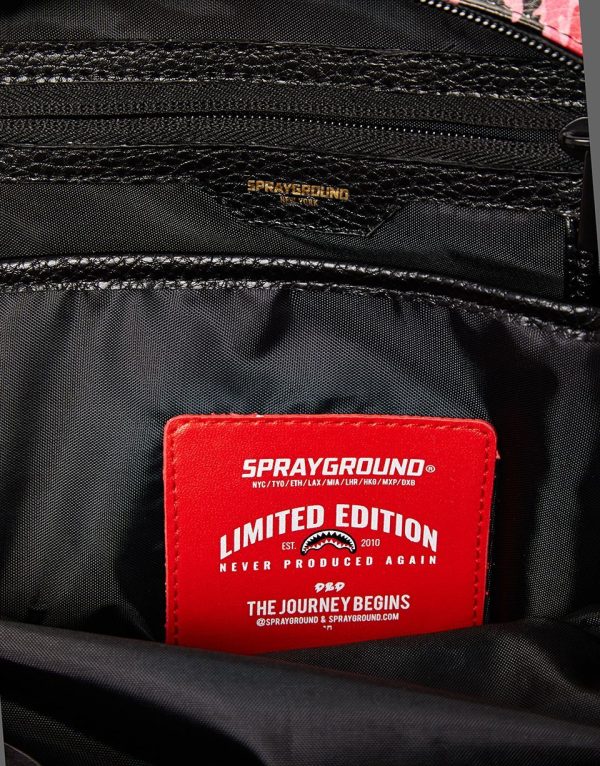 SPRAYGROUND
NEW YORK
SPRAYGROUND®
NYC/TYO/ETH/LAX/MIA/LHR/HKG/MXP/DXB
LIMITED EDITION
EST. 2010
NEVER PRODUCED AGAIN
THE JOURNEY BEGINS
@SPRAYGROUND & SPRAYGROUND.COM